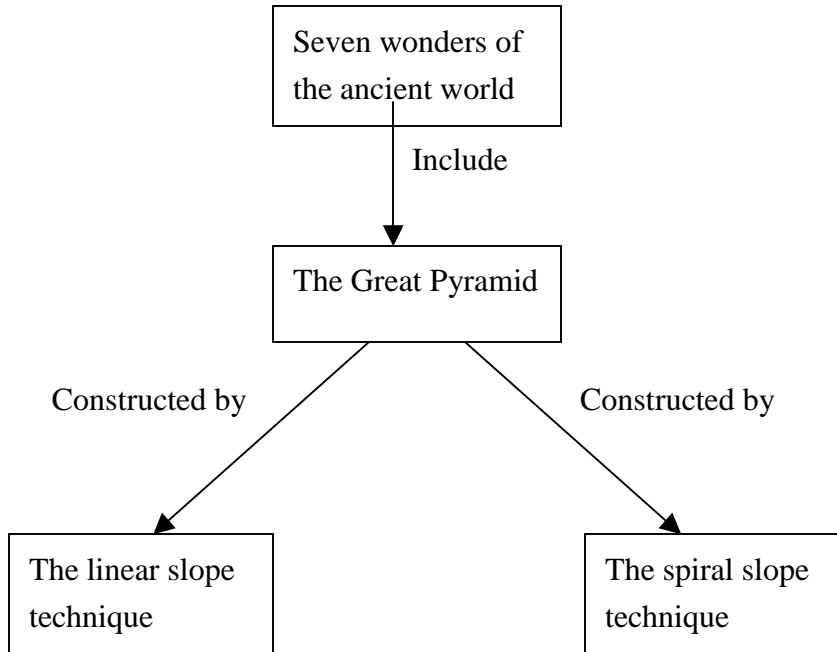 Seven wonders of
the ancient world
Include
The Great Pyramid
Constructed by
Constructed by
The linear slope
technique
The spiral slope
technique